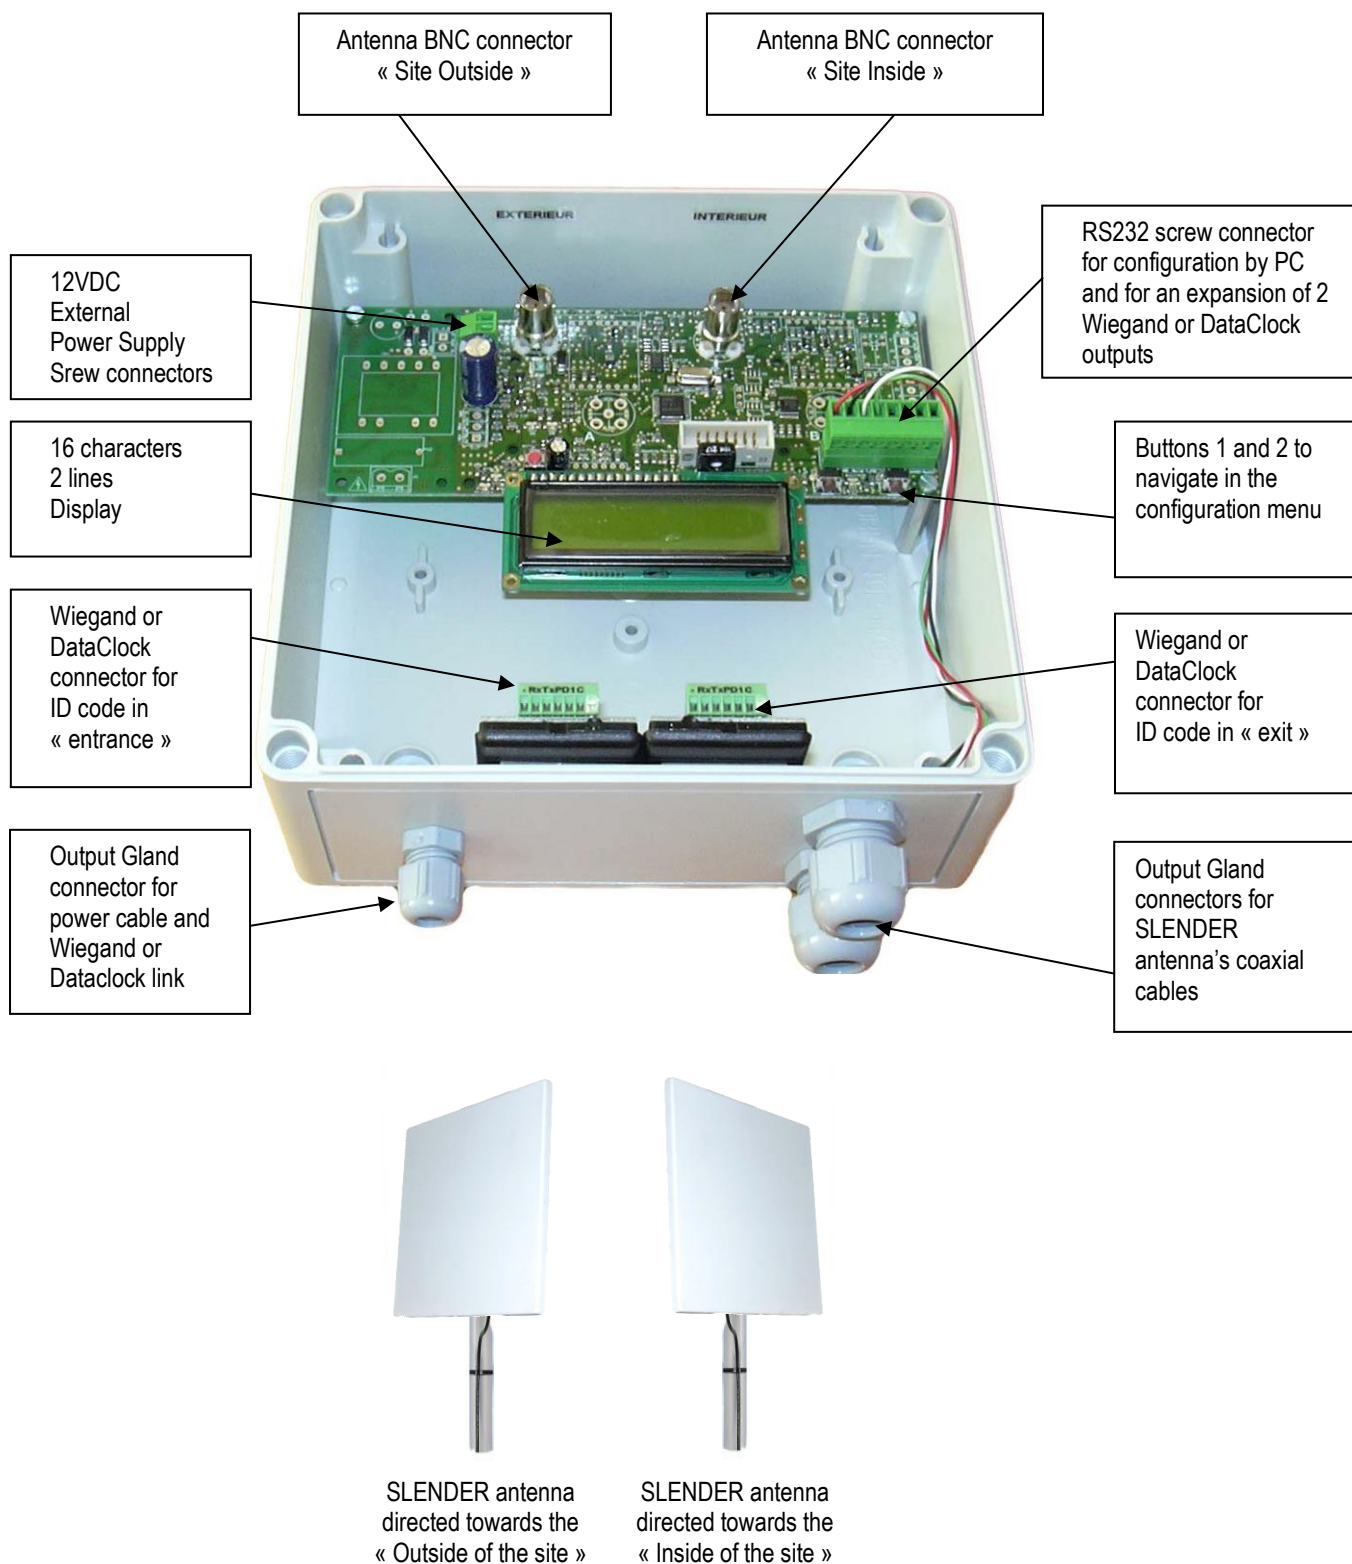 Antenna BNC connector
« Site Outside »
Antenna BNC connector
« Site Inside »
EXTERIEUR
INTERIEUR
12VDC
External
Power Supply
Srew connectors
RS232 screw connector
for configuration by PC
and for an expansion of 2
Wiegand or DataClock
outputs
16 characters
2 lines
Display
A
B
Buttons 1 and 2 to
navigate in the
configuration menu
Wiegand or
DataClock
connector for
ID code in
« entrance »
- RxTxPD1C
- RxTxPD1C
Wiegand or
DataClock
connector for
ID code in « exit »
Output Gland
connector for
power cable and
Wiegand or
Dataclock link
Output Gland
connectors for
SLENDER
antenna’s coaxial
cables
SLENDER antenna
directed towards the
« Outside of the site »
SLENDER antenna
directed towards the
« Inside of the site »